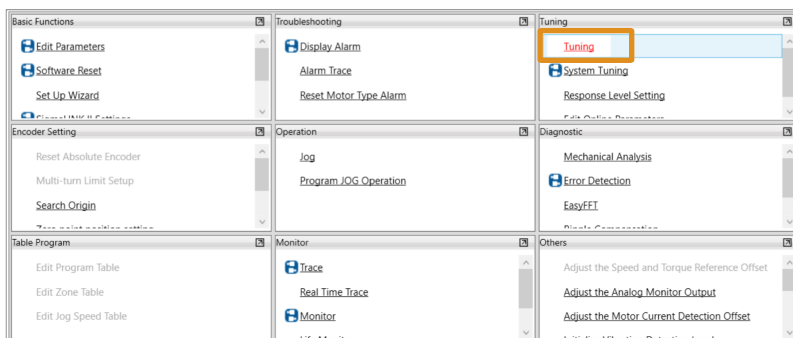 Basic Functions
Edit Parameters
Software Reset
Set Up Wizard
Troubleshooting
Display Alarm
Alarm Trace
Reset Motor Type Alarm
Tuning
Tuning
System Tuning
Response Level Setting
Encoder Setting
Reset Absolute Encoder
Multi-turn Limit Setup
Search Origin
Operation
Jog
Program JOG Operation
Diagnostic
Mechanical Analysis
Error Detection
EasyFFT
Table Program
Edit Program Table
Edit Zone Table
Edit Jog Speed Table
Monitor
Trace
Real Time Trace
Monitor
Others
Adjust the Speed and Torque Reference Offset
Adjust the Analog Monitor Output
Adjust the Motor Current Detection Offset